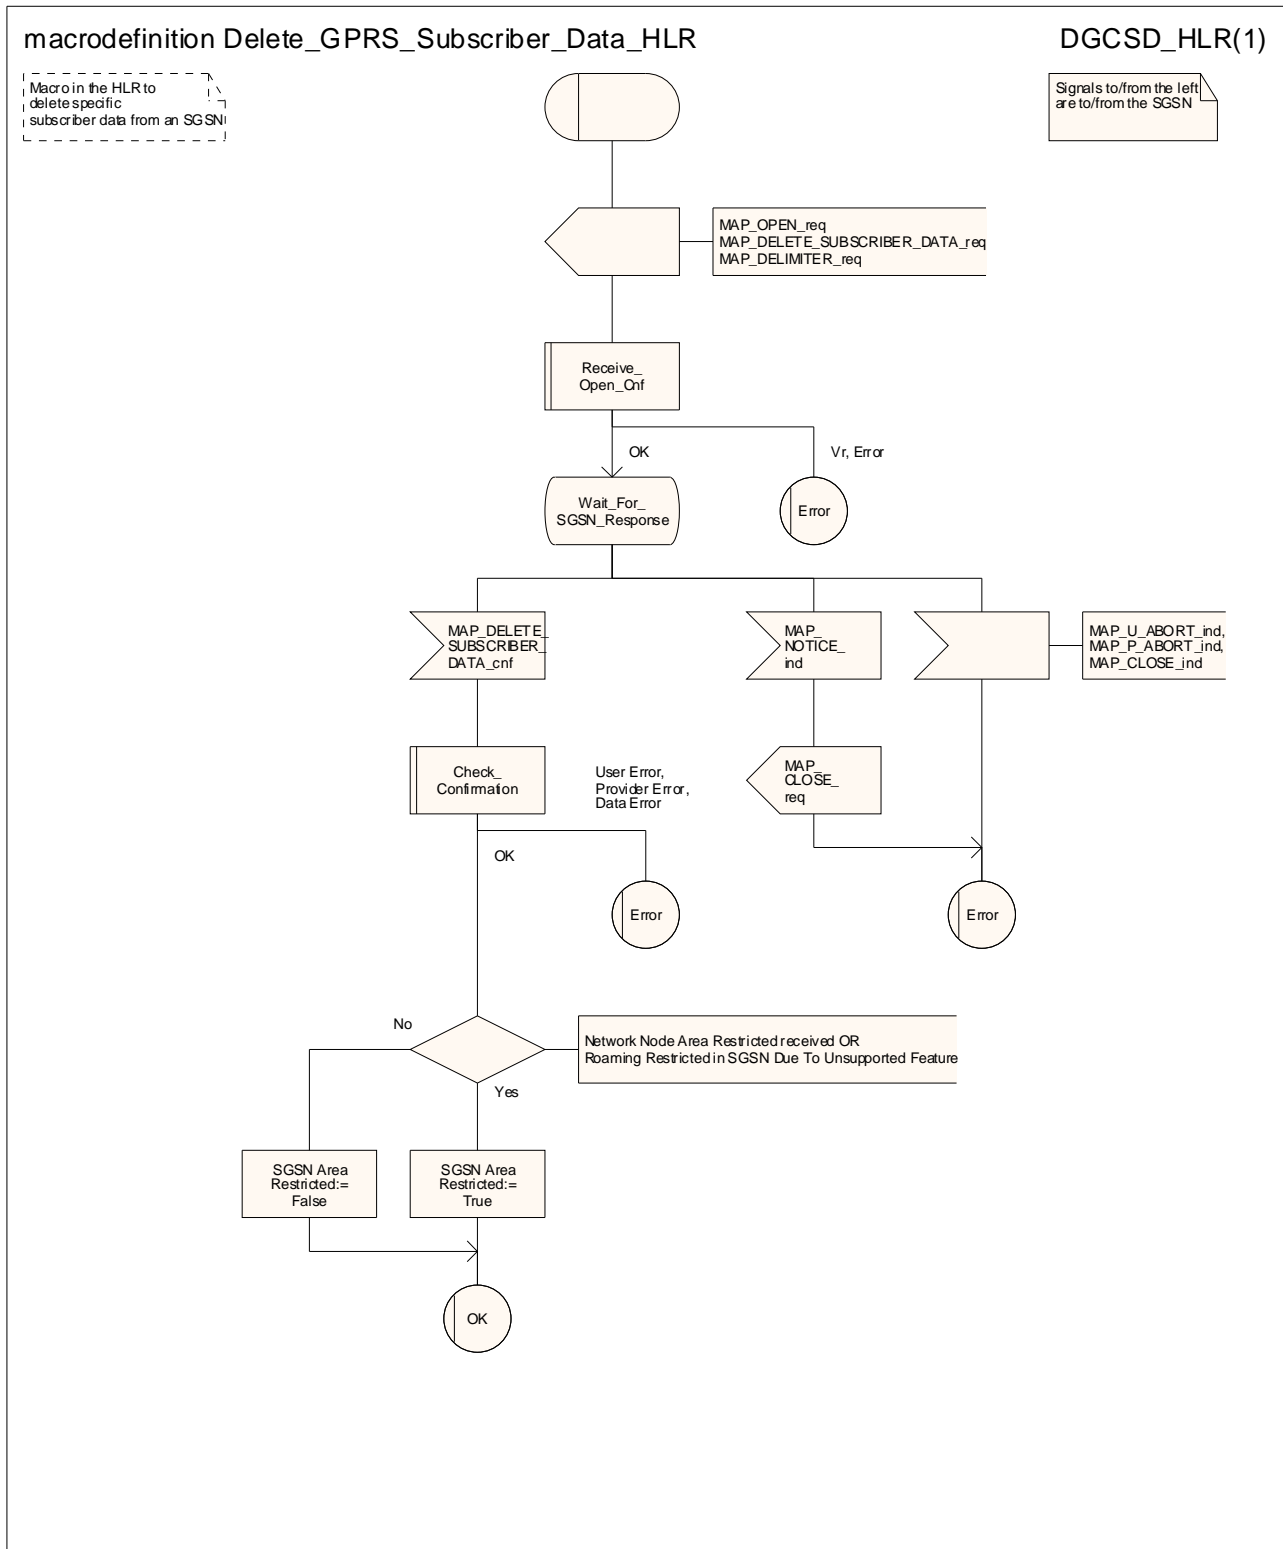 macrodefinition Delete_GPRS_Subscriber_Data_HLR
DGCSD_HLR(1)
Macro in the HLR to
delete specific
subscriber data from an SGSN
Signals to/from the left
are to/from the SGSN
MAP_OPEN_req
MAP_DELETE_SUBSCRIBER_DATA_req
MAP_DELIMITER_req
Receive_
Open_Cnf
OK
Vr, Error
Wait_For_
SGSN_Response
Error
MAP_DELETE_
SUBSCRIBER_
DATA_cnf
MAP_
NOTICE_
ind
MAP_U_ABORT_ind,
MAP_P_ABORT_ind,
MAP_CLOSE_ind
Check_
Confirmation
User Error,
Provider Error,
Data Error
MAP_
CLOSE_
req
OK
Error
Error
No
Network Node Area Restricted received OR
Roaming Restricted in SGSN Due To Unsupported Feature
Yes
SGSN Area
Restricted:=
False
SGSN Area
Restricted:=
True
OK